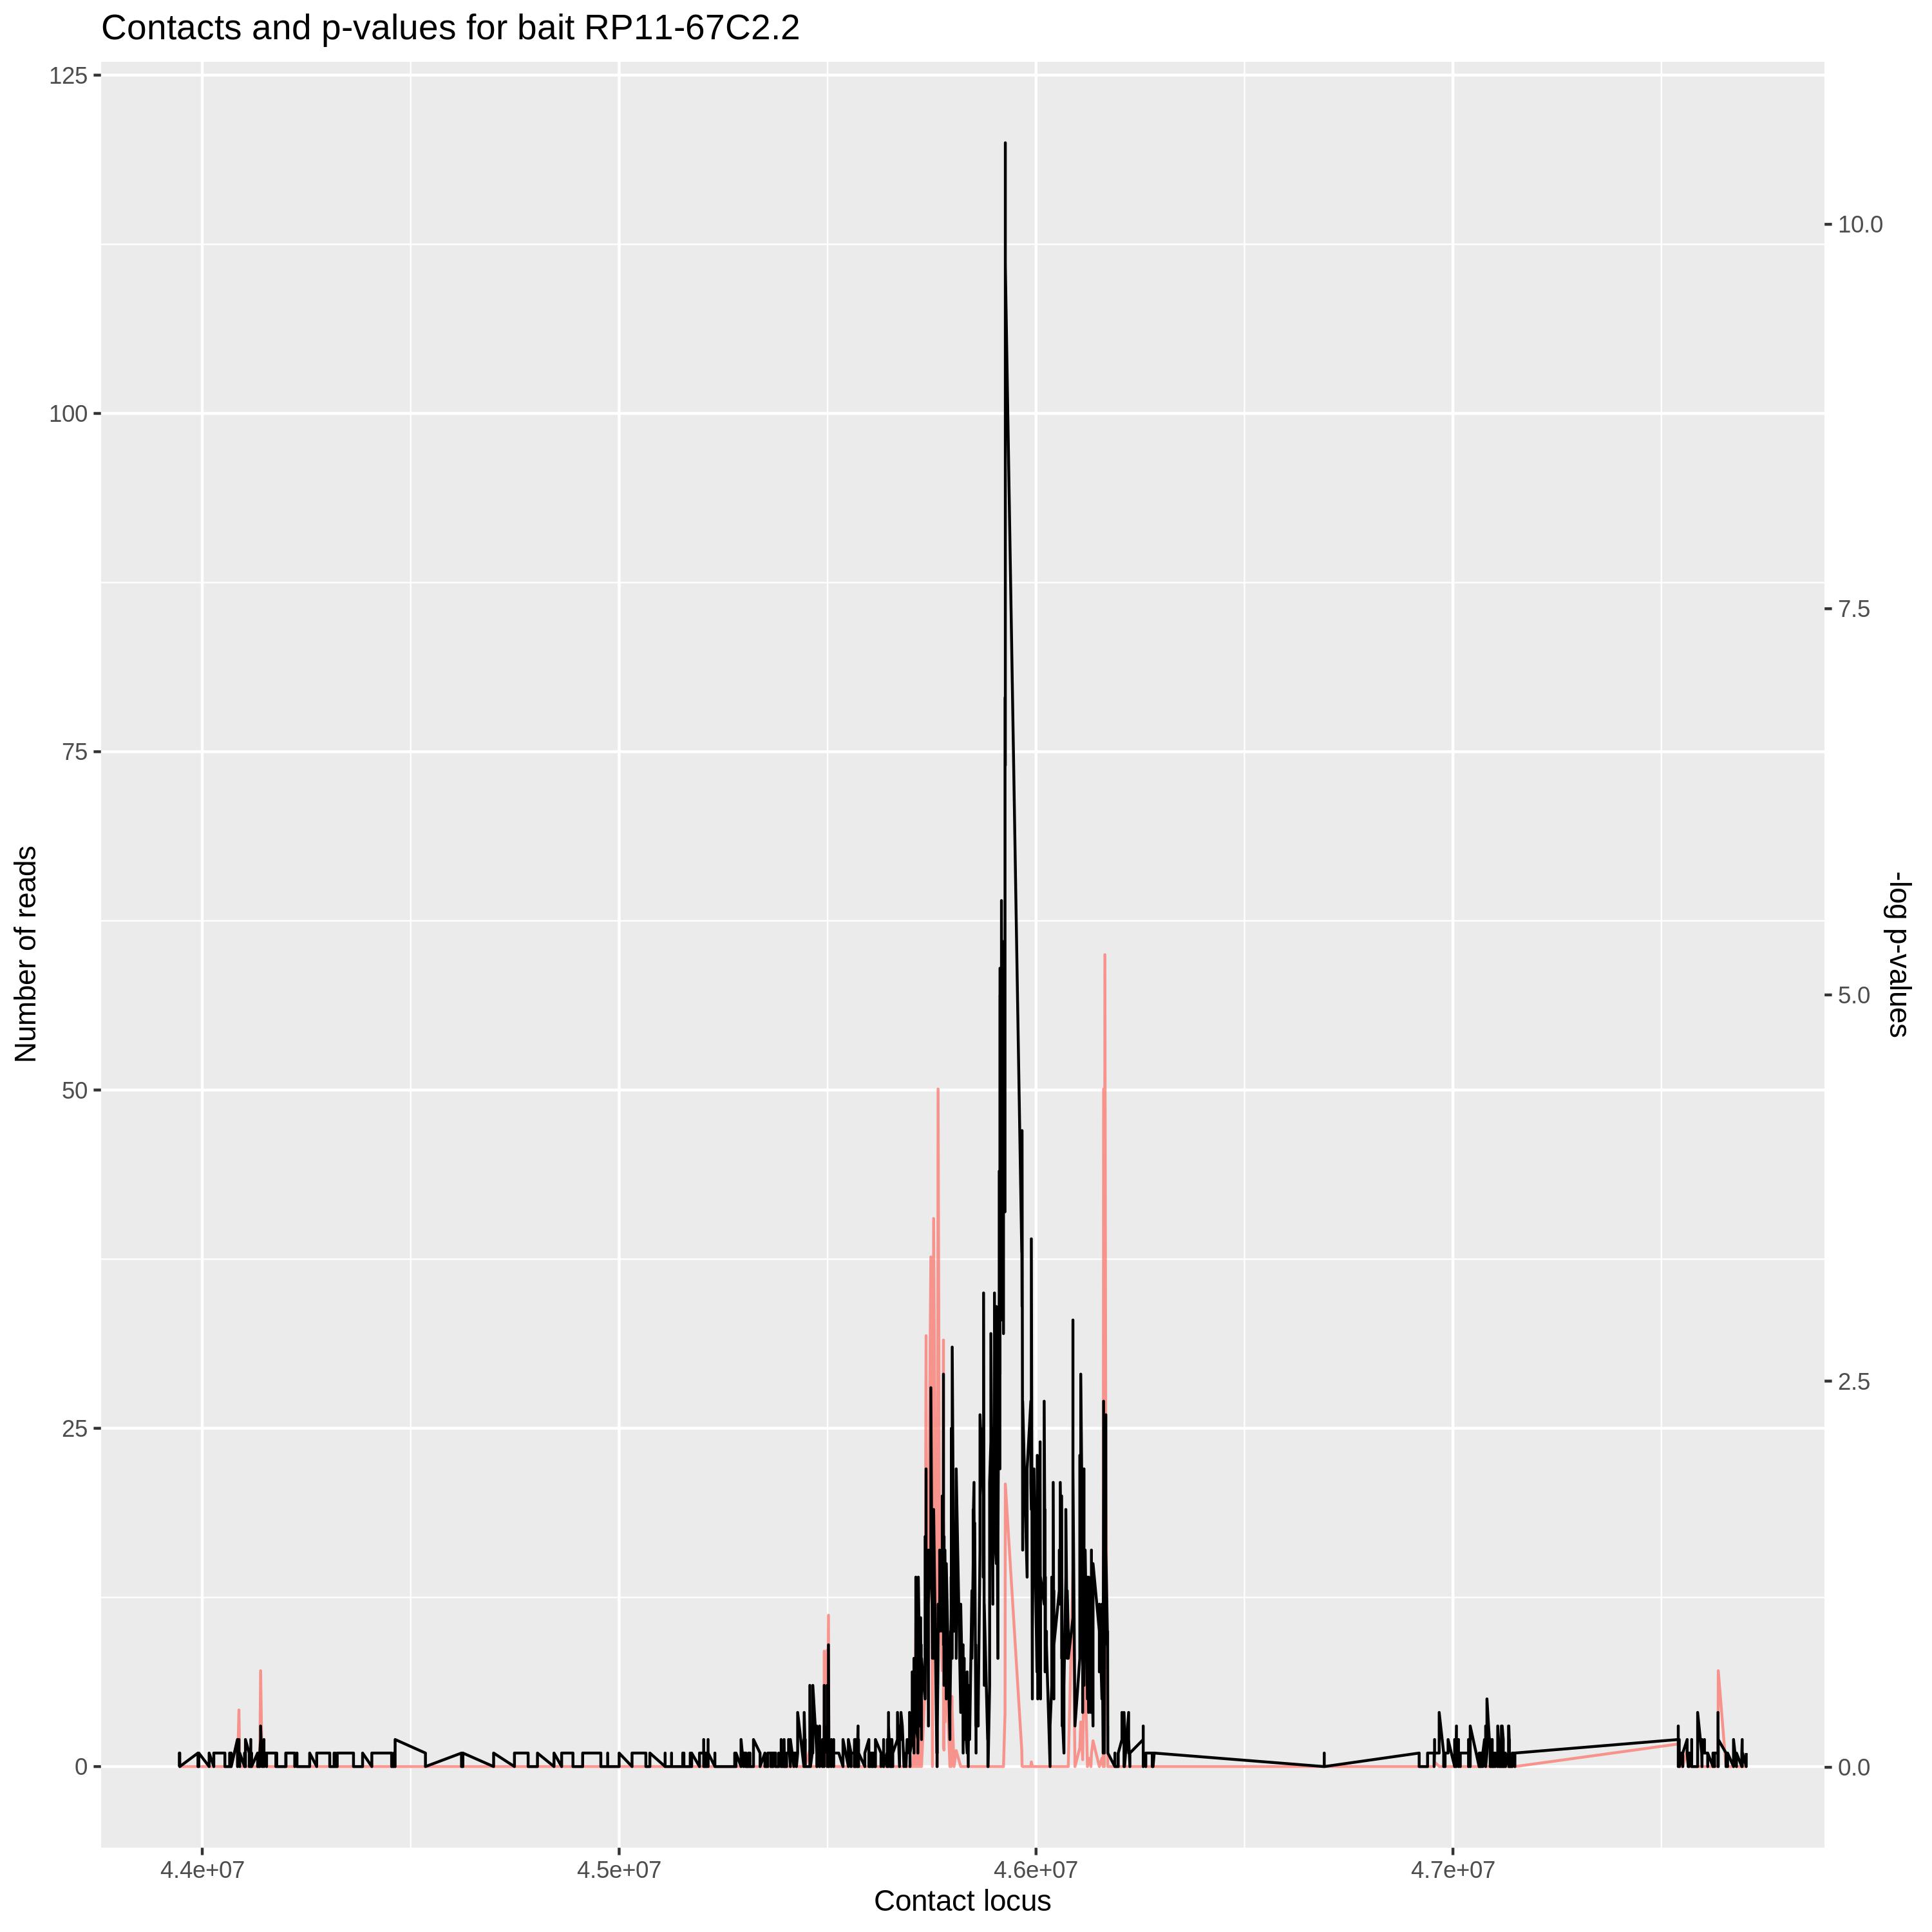 Contacts and p-values for bait RP11-67C2.2
125
100
75
50
25
0
Number of reads
10.0
7.5
5.0
2.5
0.0
-log p-values
4.4e+07
4.5e+07
4.6e+07
4.7e+07
Contact locus